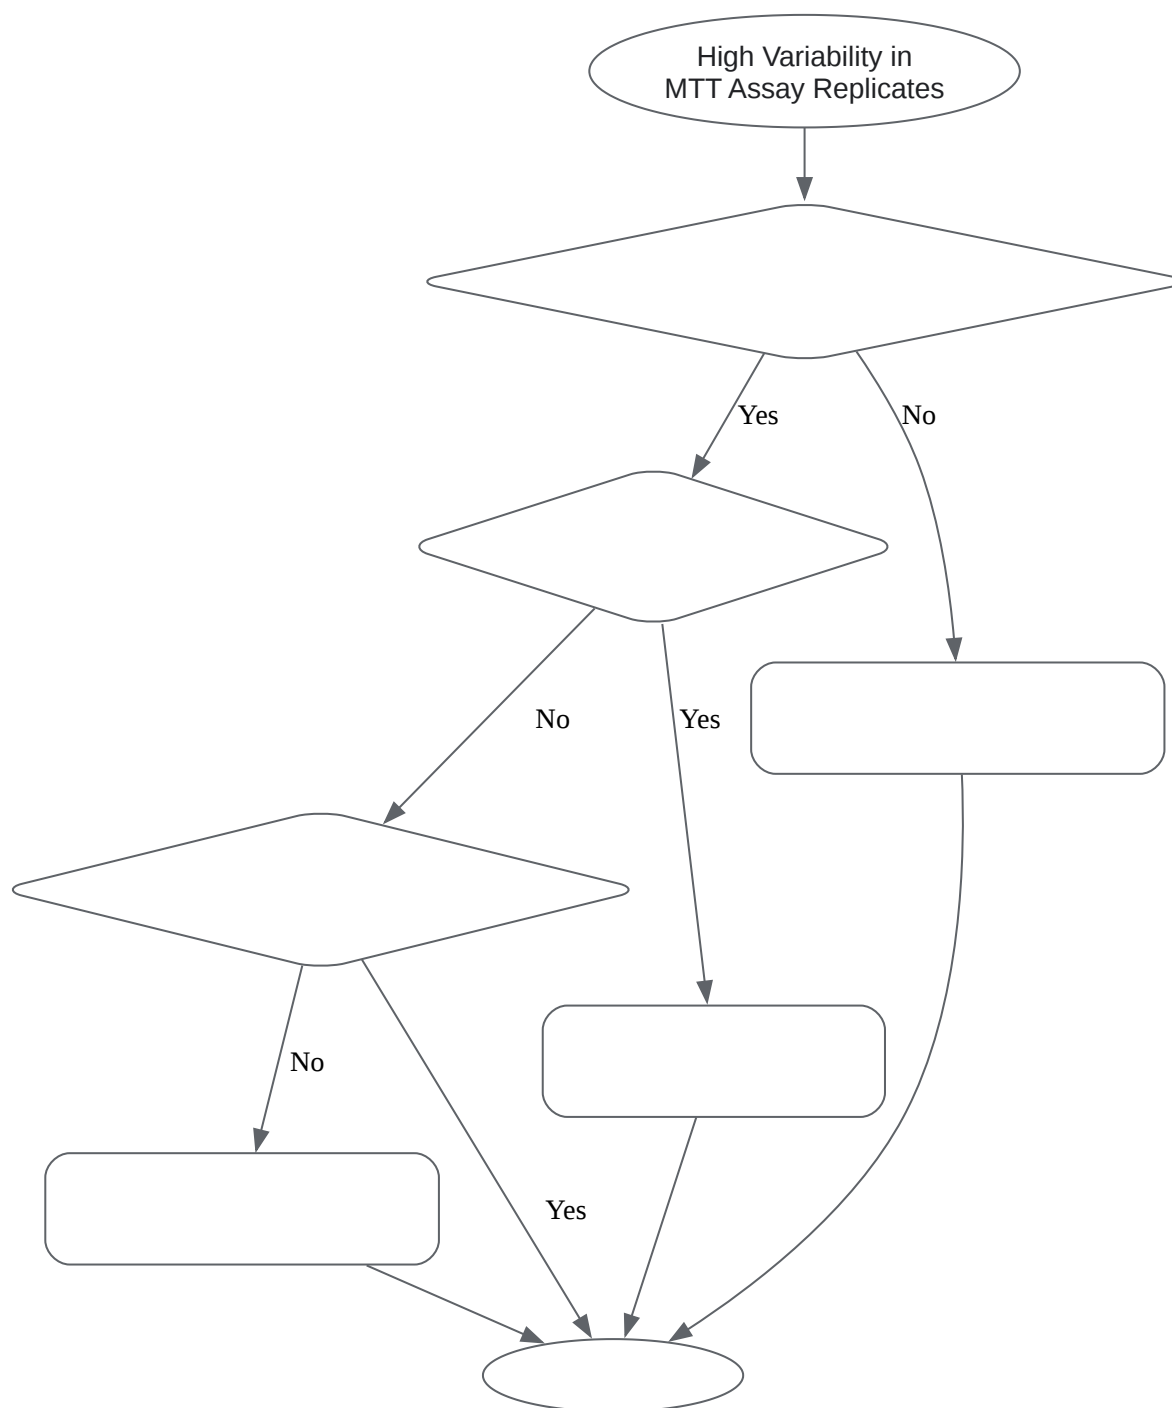 High Variability in
MTT Assay Replicates
Yes
No
No
Yes
No
Yes